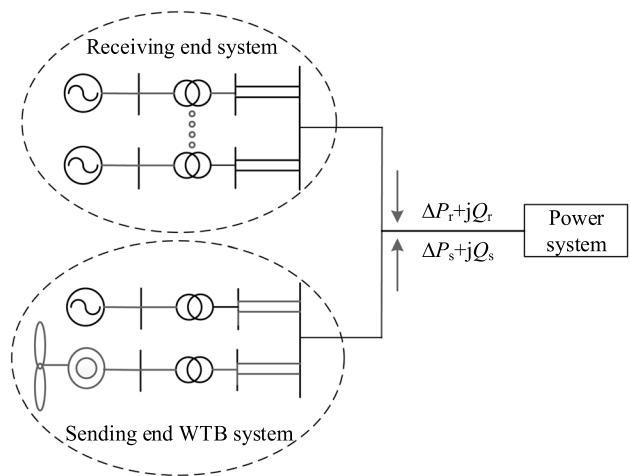 Receiving end system
ΔPr+jQr
ΔPs+jQs
Power
system
Sending end WTB system